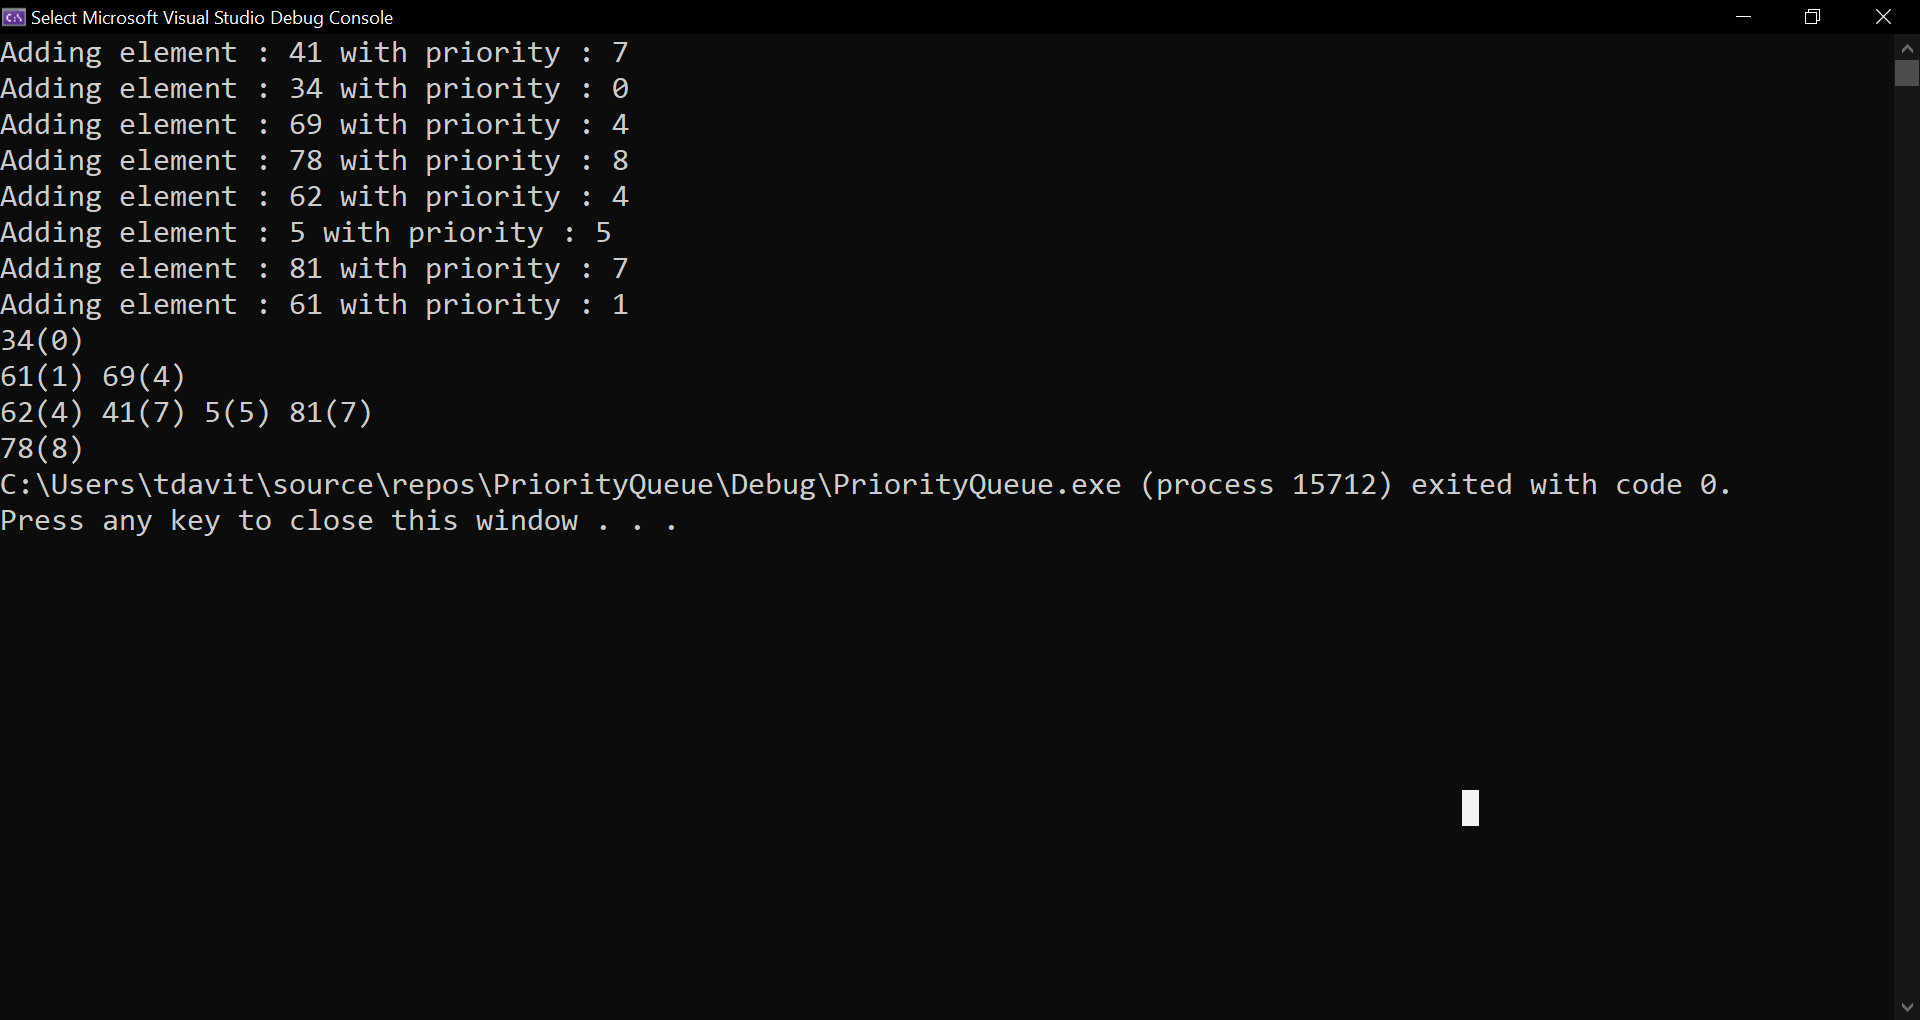 Select Microsoft Visual Studio Debug Console
Adding element : 41 with priority : 7
Adding element : 34 with priority : 0
Adding element : 69 with priority : 4
Adding element : 78 with priority : 8
Adding element : 62 with priority : 4
Adding element : 5 with priority : 5
Adding element : 81 with priority : 7
Adding element : 61 with priority : 1
34(0)
61(1) 69(4)
62(4) 41(7) 5(5) 81(7)
78(8)
C:\Users\tdavit\source\repos\PriorityQueue\Debug\PriorityQueue.exe (process 15712) exited with code 0.
Press any key to close this window . . .